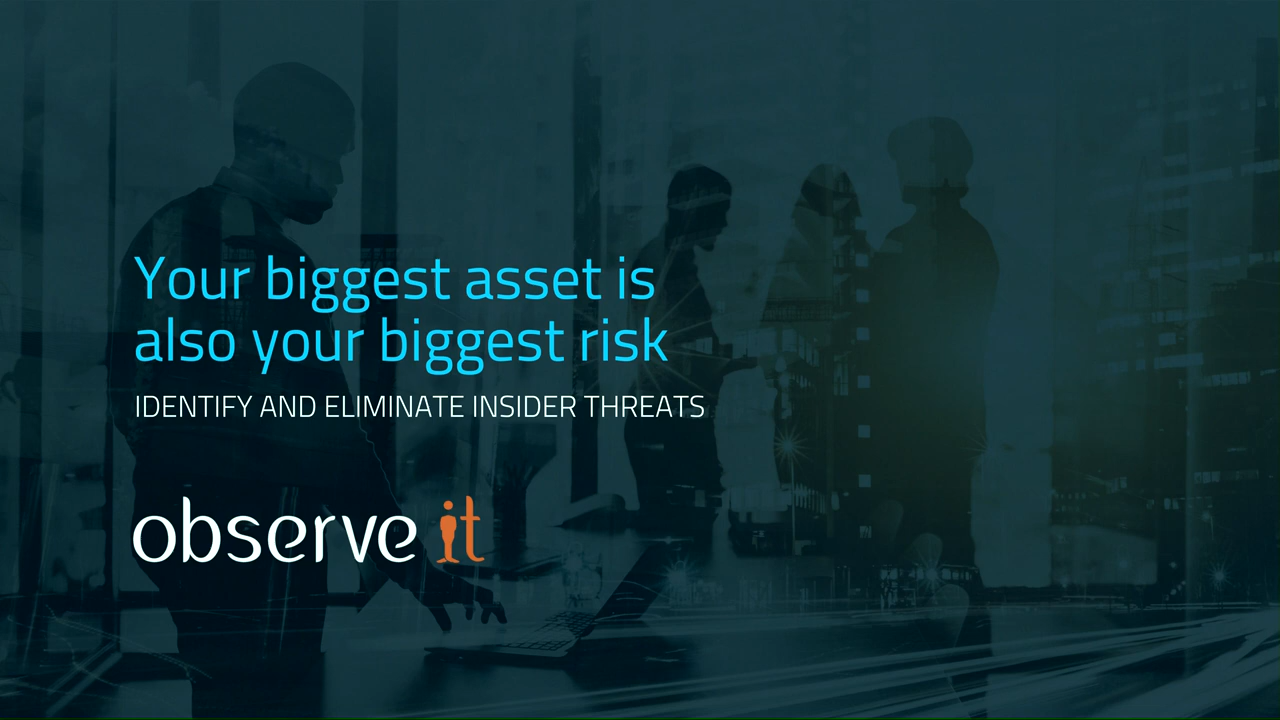 Your biggest asset is
also your biggest risk
IDENTIFY AND ELIMINATE INSIDER THREATS
observe it